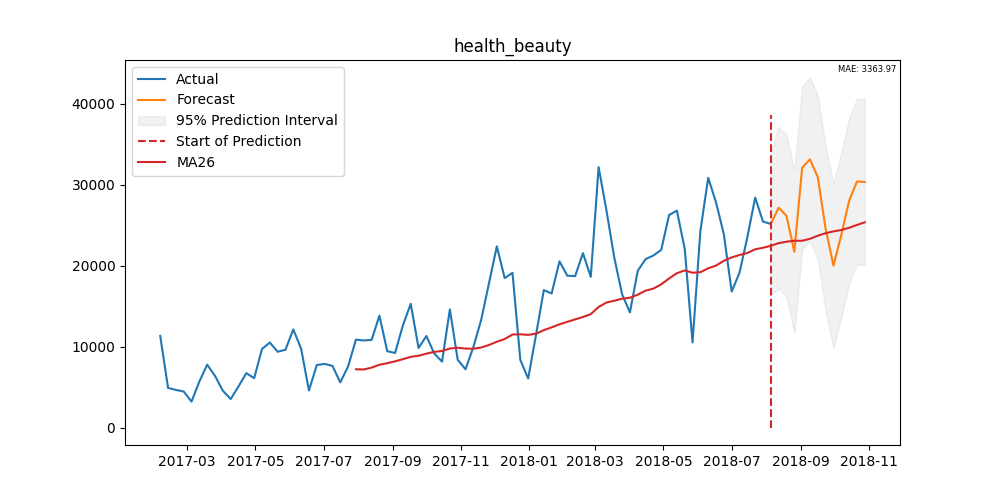 health_beauty
MAE: 3363.97
Actual
Forecast
95% Prediction Interval
Start of Prediction
MA26
40000
30000
20000
10000
0
2017-03 2017-05 2017-07 2017-09 2017-11 2018-01 2018-03 2018-05 2018-07 2018-09 2018-11